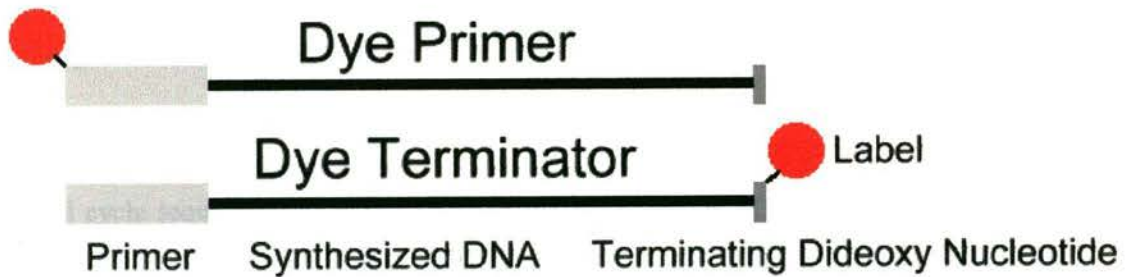 Dye Primer
Dye Terminator
Label
Primer Synthesized DNA Terminating Dideoxy Nucleotide